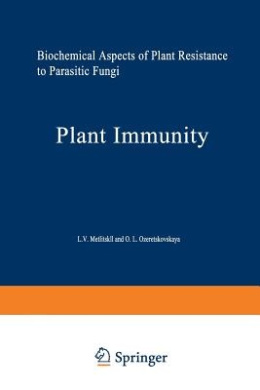 Biochemical Aspects of Plant Resistance
to Parasitic Fungi
Plant Immunity
L.V. Metlitskii and O. L. Ozeretskovskaya
Springer